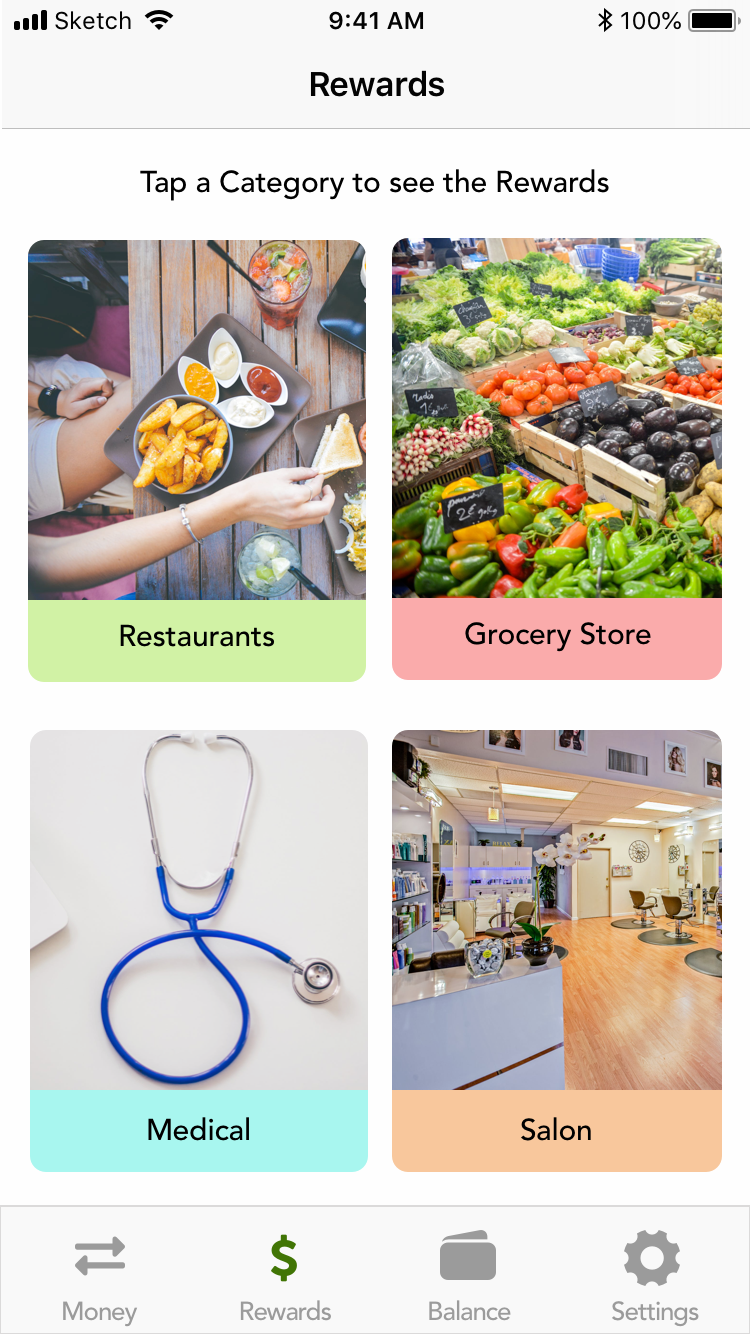 Sketch 9:41 AM 100%
Rewards
Tap a Category to see the Rewards
Restaurants
Grocery Store
Medical
Salon
Money Rewards Balance Settings